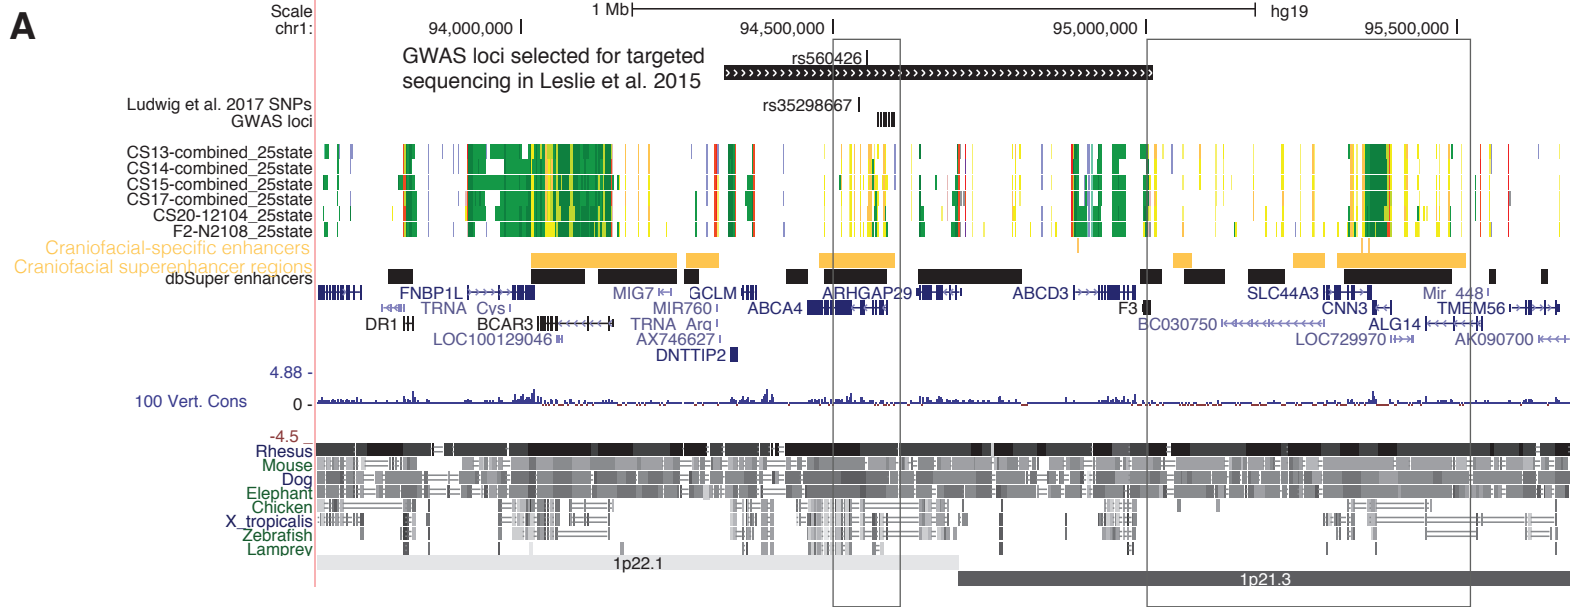 A
Scale
1 Mb
hg19
chr1:
94,000,000
94,500,000
95,000,000
95,500,000
GWAS loci selected for targeted
sequencing in Leslie et al. 2015
rs560426
Ludwig et al. 2017 SNPs
rs35298667
GWAS loci
CS13-combined_25state
CS14-combined_25state
CS15-combined_25state
CS17-combined_25state
CS20-12104_25state
F2-N2108_25state
Craniofacial-specific enhancers
Craniofacial superenhancer regions
dbSuper enhancers
FNBP1L MIG7 GCLM ARHGAP29 ABCD3 SLC44A3 Mir_448
TRNA_Cys MIR760 ABCA4 F3 CNN3 TMEM56
DR1 BCAR3 TRNA_Arg BC030750 ALG14
LOC100129046 AX746627 LOC729970 AK090700
DNTTIP2
4.88 -
100 Vert. Cons
0 -
-4.5 _
Rhesus
Mouse
Dog
Elephant
Chicken
X_tropicalis
Zebrafish
Lamprey
1p22.1
1p21.3